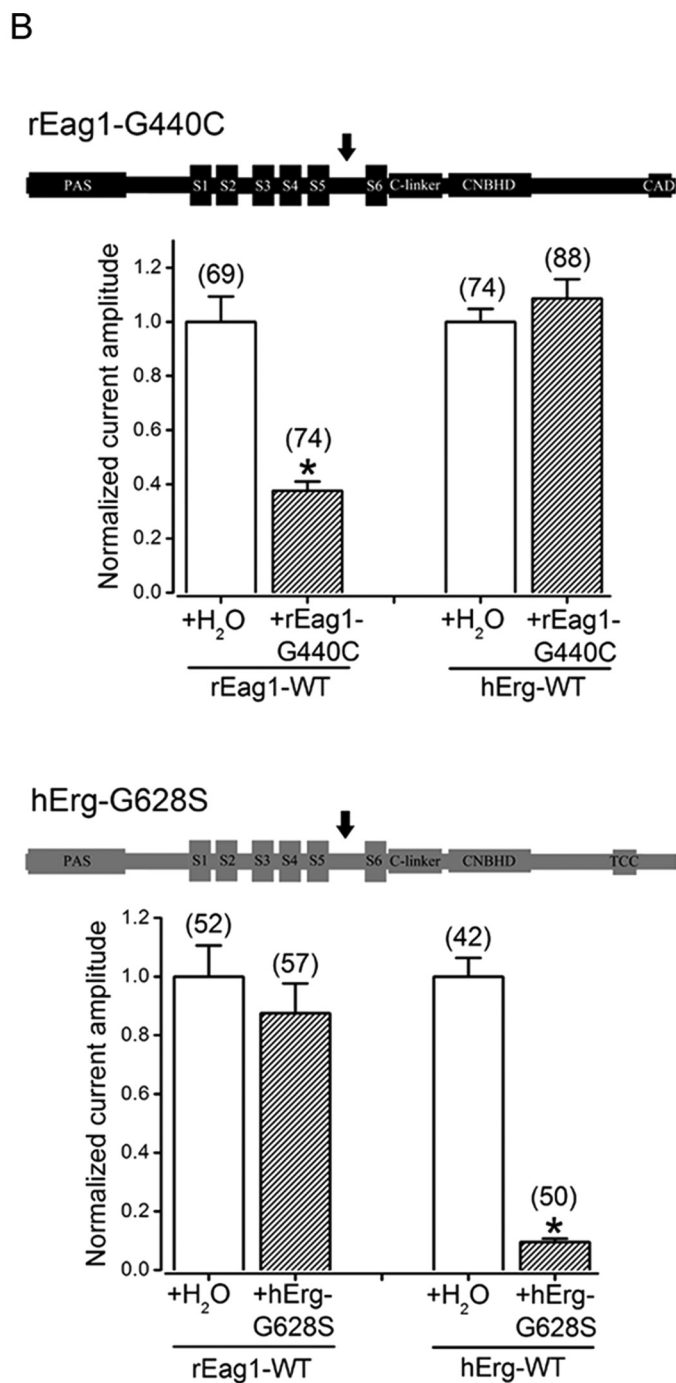 B
rEag1-G440C
PAS S1 S2 S3 S4 S5 S6 C-linker CNBHD CAD
Normalized current amplitude
1.2
1.0
0.8
0.6
0.4
0.2
0.0
(69)
(74)
*
(74)
(88)
+H₂O
+rEag1-
G440C
+H₂O
+rEag1-
G440C
rEag1-WT
hErg-WT
hErg-G628S
PAS S1 S2 S3 S4 S5 S6 C-linker CNBHD TCC
Normalized current amplitude
1.2
1.0
0.8
0.6
0.4
0.2
0.0
(52)
(57)
(42)
(50)
*
+H₂O
+hErg-
G628S
+H₂O
+hErg-
G628S
rEag1-WT
hErg-WT